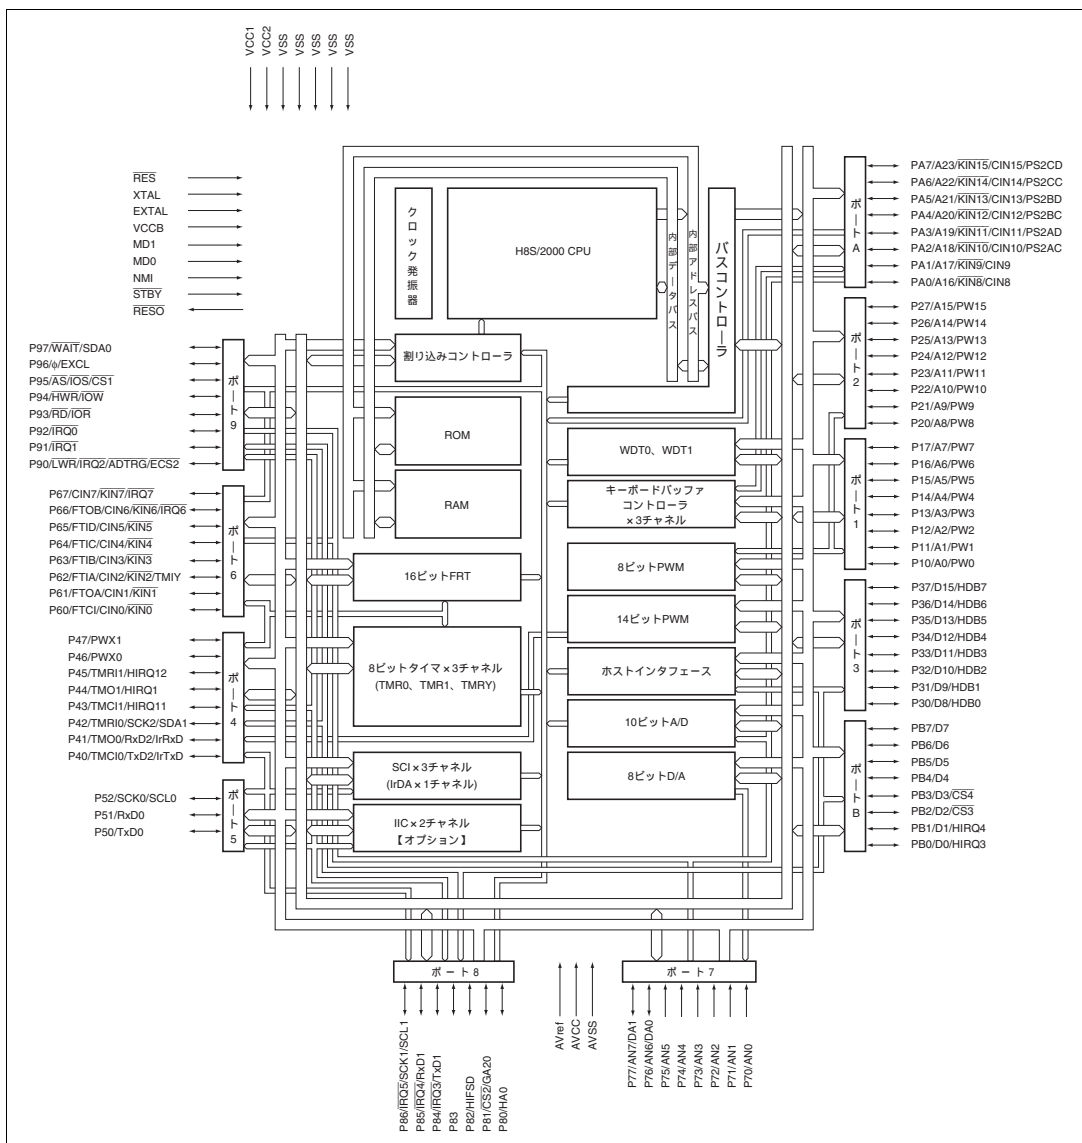 VCC1
VCC2
VSS
VSS
VSS
VSS
VSS
RES
XTAL
EXTAL
VCCB
MD1
MD0
NMI
STBY
RESO
P97/WAIT/SDA0
P96/φ/EXCL
P95/AS/IOS/CS1
P94/HWR/IOW
P93/RD/IOR
P92/IRQ0
P91/IRQ1
P90/LWR/IRQ2/ADTRG/ECS2
ポート9
P67/CIN7/KIN7/IRQ7
P66/FTOB/CIN6/KIN6/IRQ6
P65/FTID/CIN5/KIN5
P64/FTIC/CIN4/KIN4
P63/FTIB/CIN3/KIN3
P62/FTIA/CIN2/KIN2/TMIY
P61/FTOA/CIN1/KIN1
P60/FTCI/CIN0/KIN0
ポート6
P47/PWX1
P46/PWX0
P45/TMRI1/HIRQ12
P44/TMO1/HIRQ1
P43/TMCI1/HIRQ11
P42/TMRI0/SCK2/SDA1
P41/TMO0/RxD2/IrRxD
P40/TMCI0/TxD2/IrTxD
ポート4
P52/SCK0/SCL0
P51/RxD0
P50/TxD0
ポート5
クロック発振器
H8S/2000 CPU
内部データバス
内部アドレスバス
バスコントローラ
割り込みコントローラ
ROM
RAM
16ビットFRT
8ビットタイマ×3チャネル
(TMR0、TMR1、TMRY)
SCI×3チャネル
(IrDA×1チャネル)
IIC×2チャネル
【オプション】
WDT0、WDT1
キーボードバッファ
コントローラ
×3チャネル
8ビットPWM
14ビットPWM
ホストインタフェース
10ビットA/D
8ビットD/A
ポートA
PA7/A23/KIN15/CIN15/PS2CD
PA6/A22/KIN14/CIN14/PS2CC
PA5/A21/KIN13/CIN13/PS2BD
PA4/A20/KIN12/CIN12/PS2BC
PA3/A19/KIN11/CIN11/PS2AD
PA2/A18/KIN10/CIN10/PS2AC
PA1/A17/KIN9/CIN9
PA0/A16/KIN8/CIN8
ポート2
P27/A15/PW15
P26/A14/PW14
P25/A13/PW13
P24/A12/PW12
P23/A11/PW11
P22/A10/PW10
P21/A9/PW9
P20/A8/PW8
ポート1
P17/A7/PW7
P16/A6/PW6
P15/A5/PW5
P14/A4/PW4
P13/A3/PW3
P12/A2/PW2
P11/A1/PW1
P10/A0/PW0
ポート3
P37/D15/HDB7
P36/D14/HDB6
P35/D13/HDB5
P34/D12/HDB4
P33/D11/HDB3
P32/D10/HDB2
P31/D9/HDB1
P30/D8/HDB0
ポートB
PB7/D7
PB6/D6
PB5/D5
PB4/D4
PB3/D3/CS4
PB2/D2/CS3
PB1/D1/HIRQ4
PB0/D0/HIRQ3
ポート8
P86/IRQ5/SCK1/SCL1
P85/IRQ4/RxD1
P84/IRQ3/TxD1
P83
P82/HIFSD
P81/CS2/GA20
P80/HA0
AVref
AVCC
AVSS
ポート7
P77/AN7/DA1
P76/AN6/DA0
P75/AN5
P74/AN4
P73/AN3
P72/AN2
P71/AN1
P70/AN0